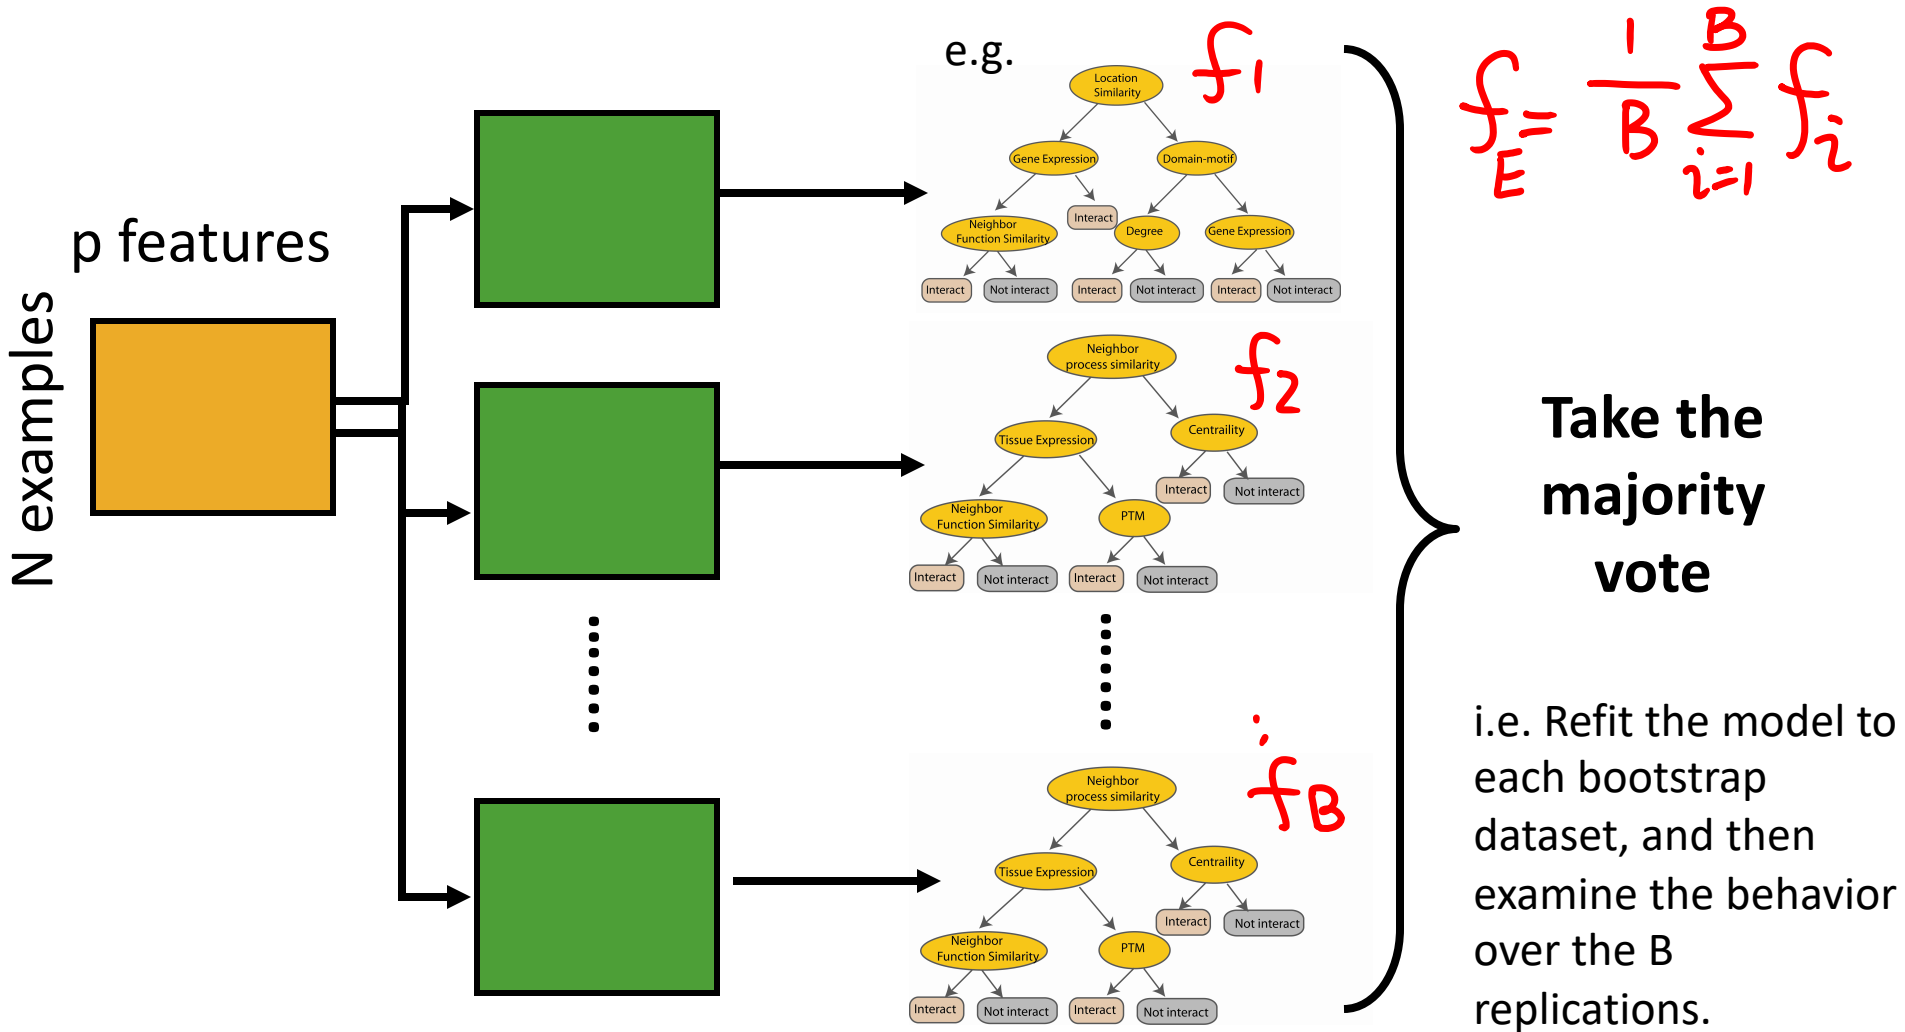 p features
N examples
e.g.
f1
Location
Similarity
Gene Expression
Domain-motif
Interact
Neighbor
Function Similarity
Degree
Gene Expression
Interact
Not interact
Interact
Not interact
Interact
Not interact
f2
Neighbor
process similarity
Tissue Expression
Centraility
Interact
Not interact
Neighbor
Function Similarity
PTM
Interact
Not interact
Interact
Not interact
fB
Neighbor
process similarity
Tissue Expression
Centraility
Interact
Not interact
Neighbor
Function Similarity
PTM
Interact
Not interact
Interact
Not interact
f_E = 1/B ∑_{i=1}^{B} f_i
Take the
majority
vote
i.e. Refit the model to
each bootstrap
dataset, and then
examine the behavior
over the B
replications.